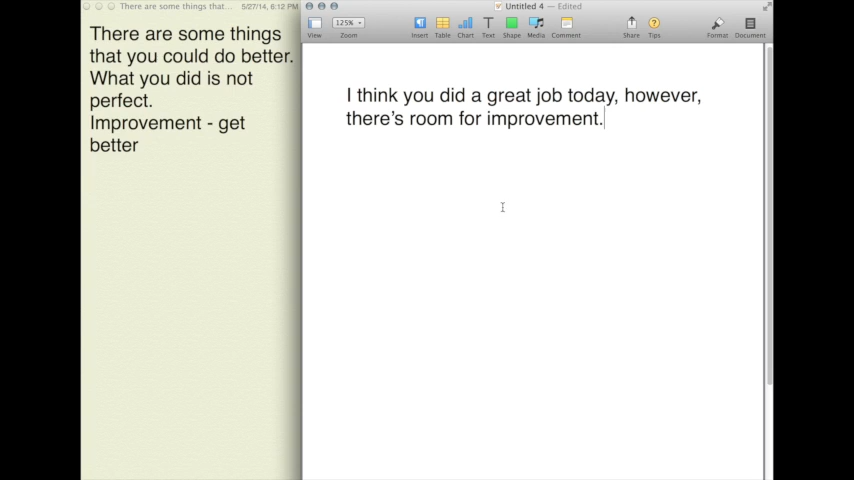 There are some things that... 5/27/14, 6:12 PM
There are some things
that you could do better.
What you did is not
perfect.
Improvement - get
better
Untitled 4 — Edited
125%
View
Zoom
Insert
Table
Chart
Text
Shape
Media
Comment
Share
Tips
Format
Document
I think you did a great job today, however,
there's room for improvement.